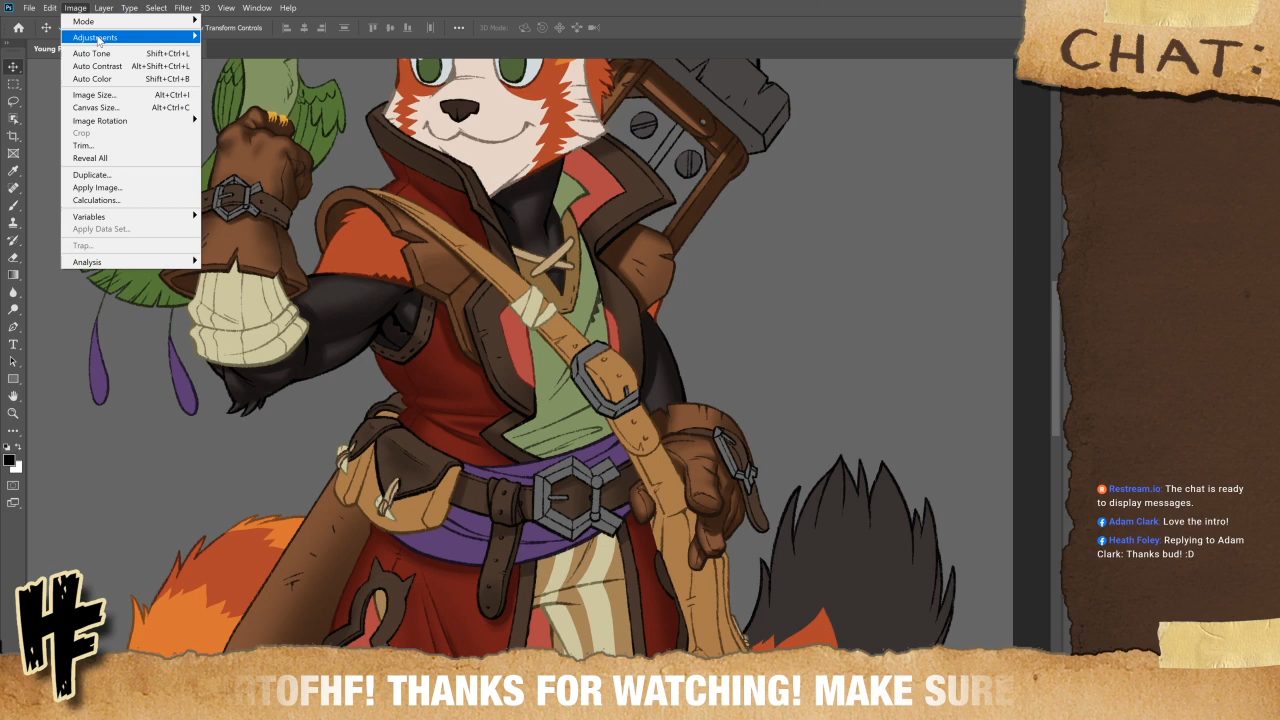 Ps File Edit Image Layer Type Select Filter 3D View Window Help
Transform Controls
3D Mode:
Mode
Adjustments
Auto Tone Shift+Ctrl+L
Auto Contrast Alt+Shift+Ctrl+L
Auto Color Shift+Ctrl+B
Image Size... Alt+Ctrl+I
Canvas Size... Alt+Ctrl+C
Image Rotation
Crop
Trim...
Reveal All
Duplicate...
Apply Image...
Calculations...
Variables
Apply Data Set...
Trap...
Analysis
Young
CHAT:
Restream.io: The chat is ready
to display messages.
Adam Clark: Love the intro!
Heath Foley: Replying to Adam
Clark: Thanks bud! :D
HF
TOFHF! THANKS FOR WATCHING! MAKE SURE